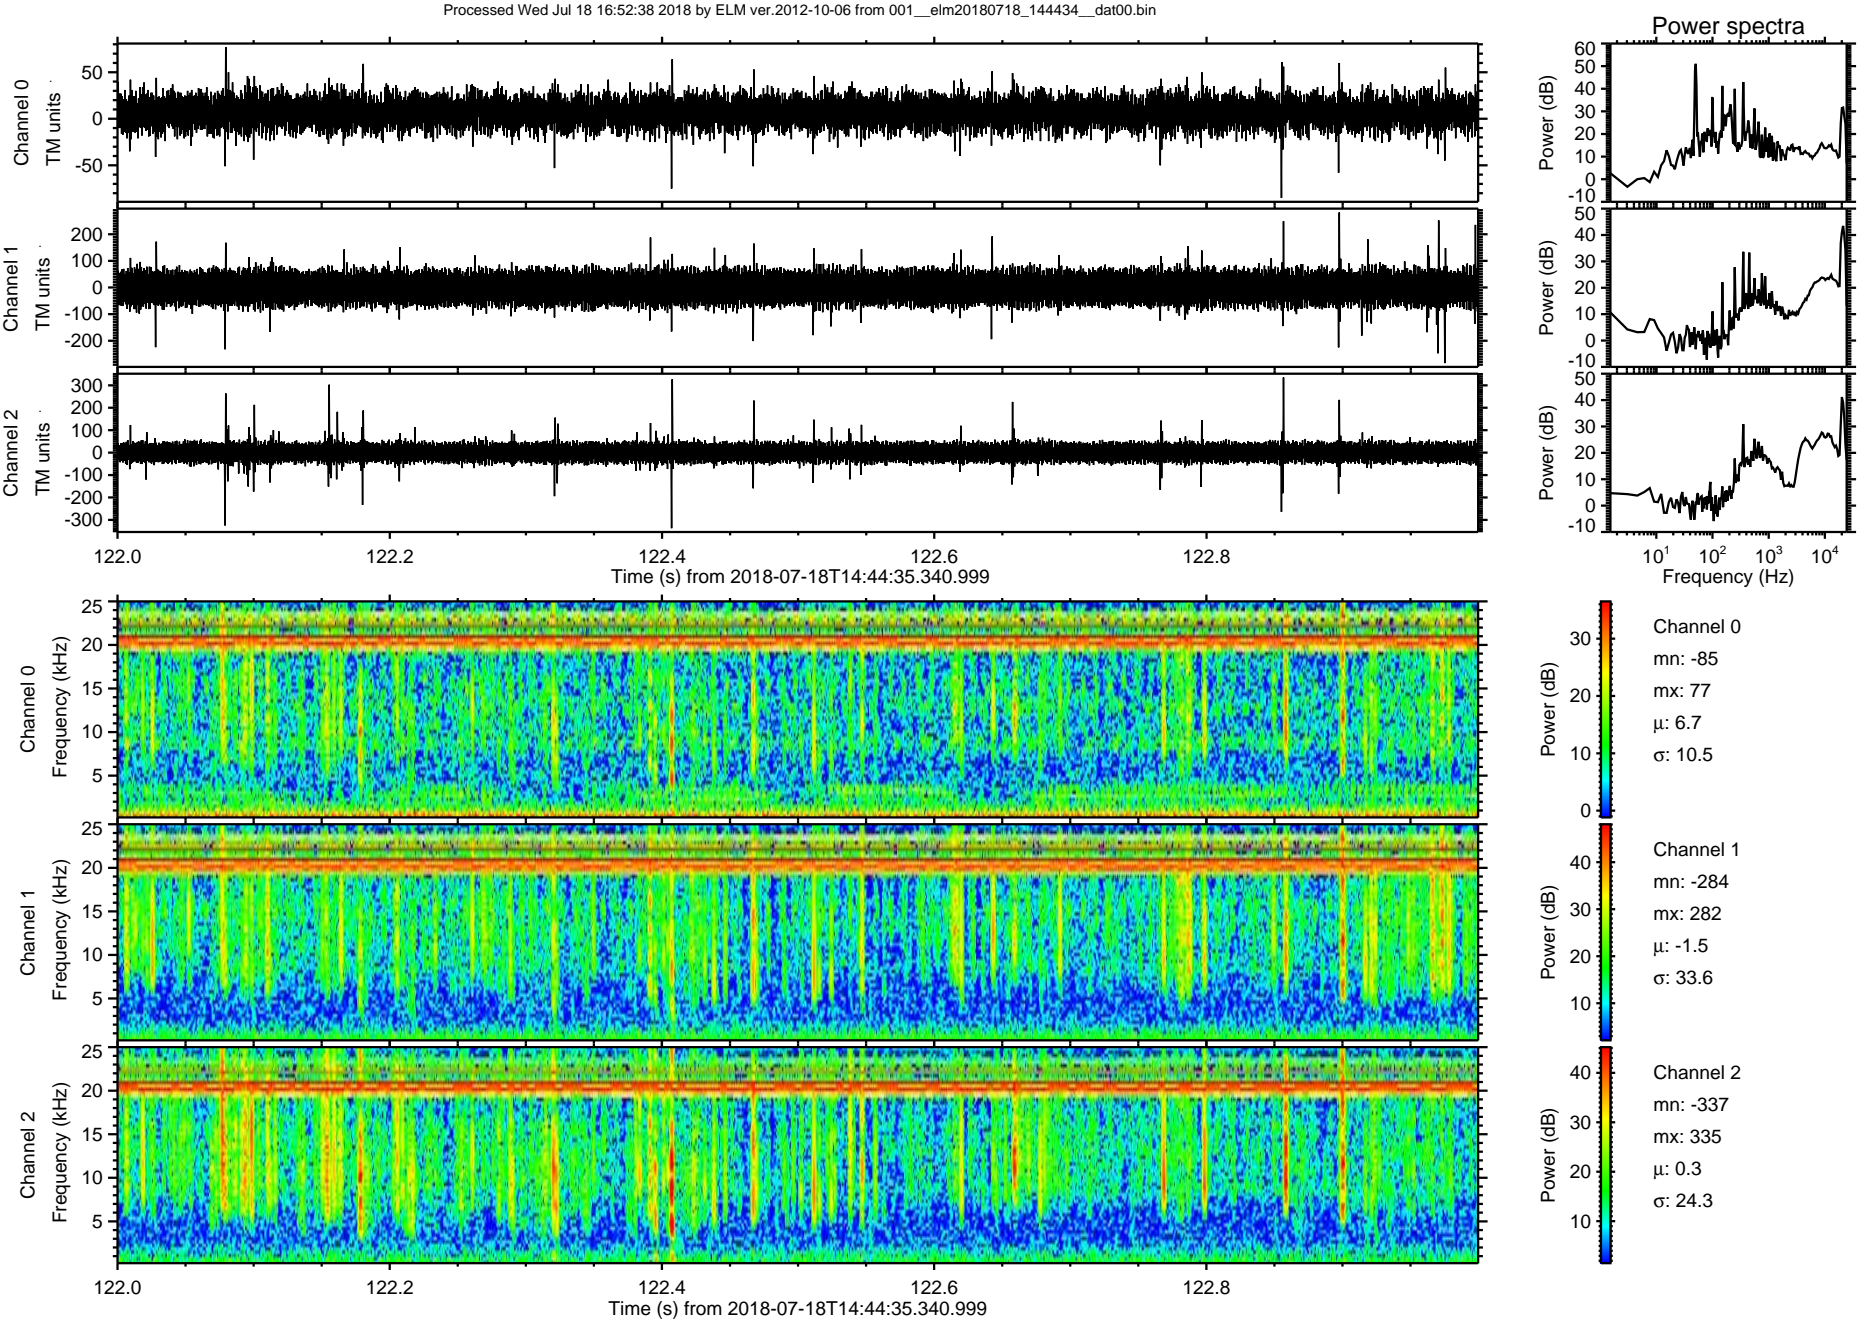 Processed Wed Jul 18 16:52:38 2018 by ELM ver.2012-10-06 from 001__elm20180718_144434__dat00.bin
Power spectra
Channel 0
TM units
50
0
-50
Power (dB)
60
50
40
30
20
10
0
-10
Channel 1
TM units
200
100
0
-100
-200
Power (dB)
50
40
30
20
10
0
-10
Channel 2
TM units
300
200
100
0
-100
-200
-300
Power (dB)
50
40
30
20
10
0
-10
122.0 122.2 122.4 122.6 122.8
Time (s) from 2018-07-18T14:44:35.340.999
10^1 10^2 10^3 10^4
Frequency (Hz)
Channel 0
Frequency (kHz)
25
20
15
10
5
Power (dB)
30
20
10
0
Channel 0
mn: -85
mx: 77
μ: 6.7
σ: 10.5
Channel 1
Frequency (kHz)
25
20
15
10
5
Power (dB)
40
30
20
10
Channel 1
mn: -284
mx: 282
μ: -1.5
σ: 33.6
Channel 2
Frequency (kHz)
25
20
15
10
5
Power (dB)
40
30
20
10
Channel 2
mn: -337
mx: 335
μ: 0.3
σ: 24.3
122.0 122.2 122.4 122.6 122.8
Time (s) from 2018-07-18T14:44:35.340.999